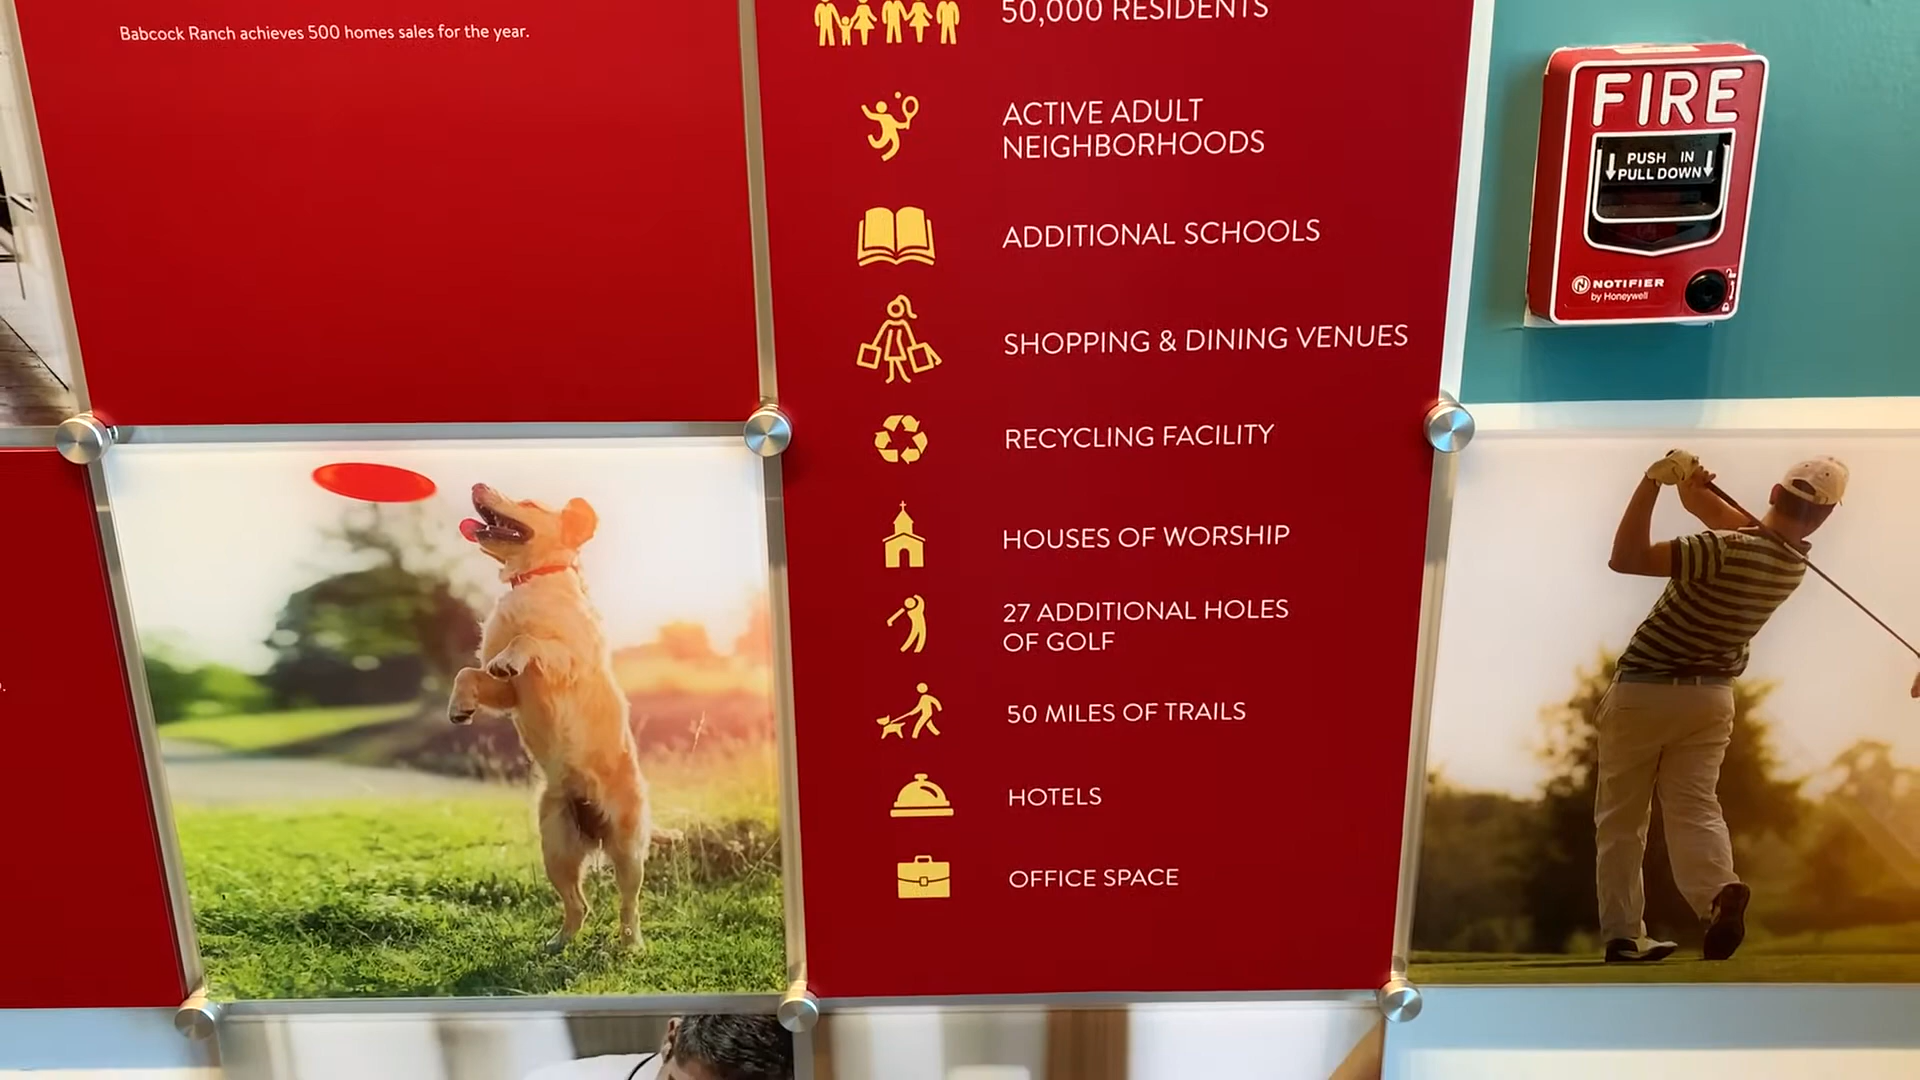 Babcock Ranch achieves 500 homes sales for the year.
50,000 RESIDENTS
ACTIVE ADULT
NEIGHBORHOODS
ADDITIONAL SCHOOLS
SHOPPING & DINING VENUES
RECYCLING FACILITY
HOUSES OF WORSHIP
27 ADDITIONAL HOLES
OF GOLF
50 MILES OF TRAILS
HOTELS
OFFICE SPACE
FIRE
PUSH IN
PULL DOWN
NOTIFIER
by Honeywell